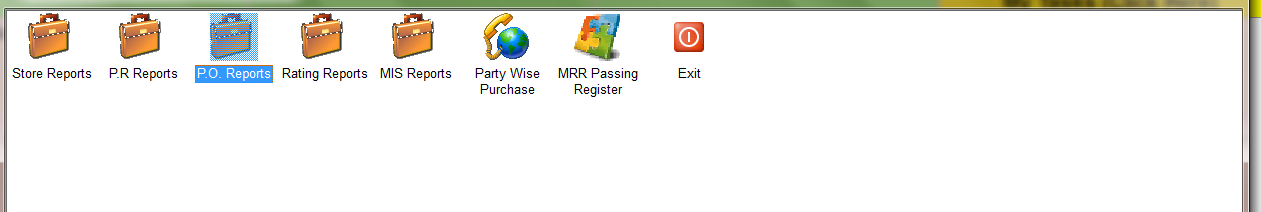 Store Reports
P.R Reports
P.O. Reports
Rating Reports
MIS Reports
Party Wise
Purchase
MRR Passing
Register
Exit